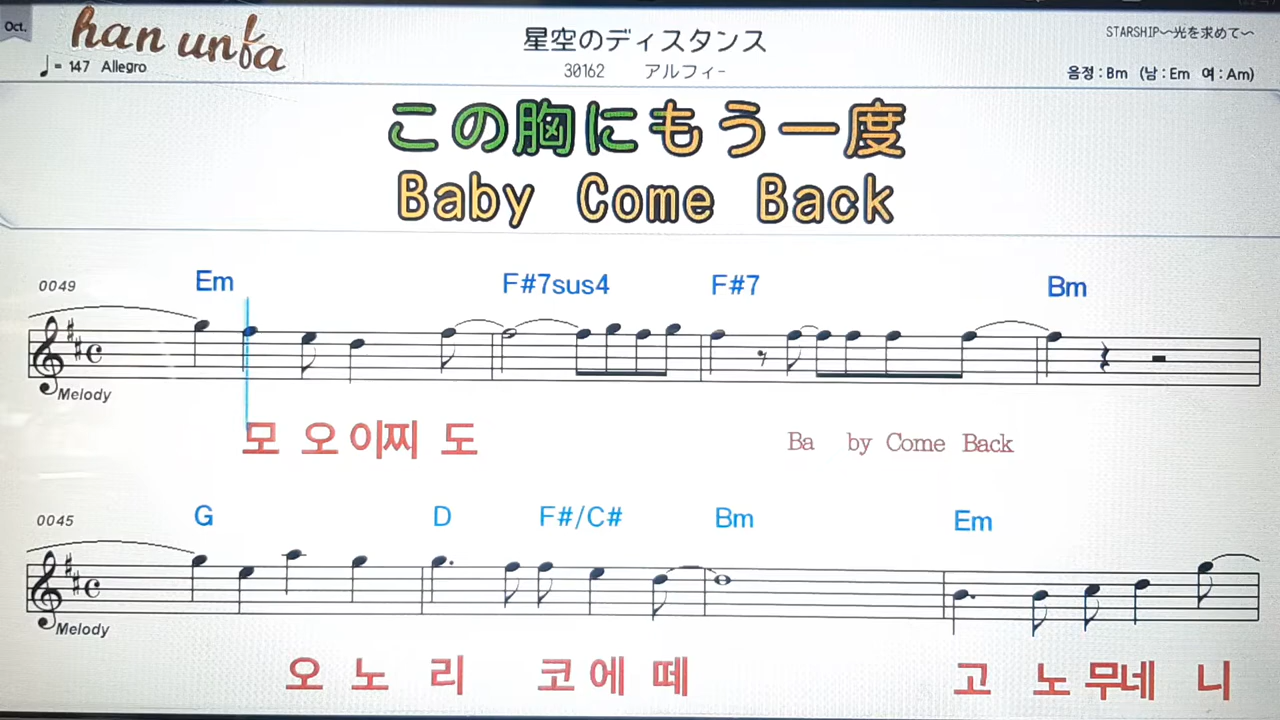 Oct.
han unba
星空のディスタンス
STARSHIP〜光を求めて〜
♩= 147 Allegro
30162 アルフィ-
음정 : Bm (남 : Em 여 : Am)
この胸にもう一度
Baby Come Back
0049
Em F#7sus4 F#7 Bm
Melody
모 오 이찌 도 Ba by Come Back
0045
G D F#/C# Bm Em
Melody
오 노 리 코 에 떼 고 노 무네 니